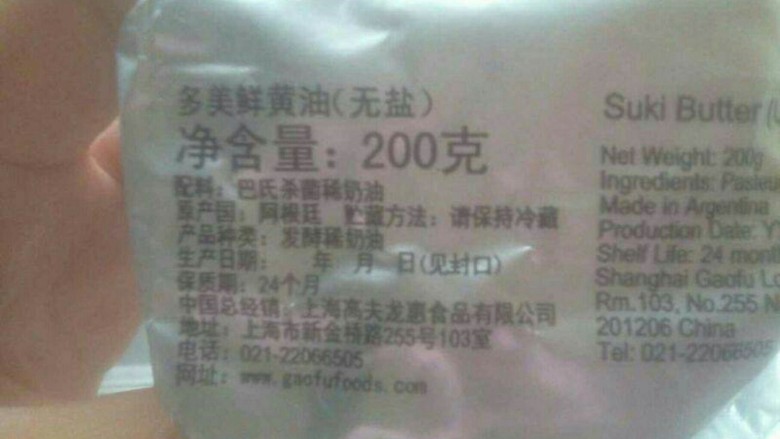 多美鲜黄油(无盐)
净含量：200克
配料：巴氏杀菌稀奶油
原产国：阿根廷 贮藏方法：请保持冷藏
产品种类：发酵稀奶油
生产日期： 年 月 日(见封口)
保质期：24个月
中国总经销：上海高夫龙惠食品有限公司
地址：上海市新金桥路255号103室
电话：021-22066505
网址：www.gaofufoods.com
Suki Butter
Net Weight: 200g
Ingredients:
Made in Argentina
Production Date:
Shelf Life: 24
Shanghai Gaofu
Rm.103, No.255
201206 China
Tel: 021-22066505